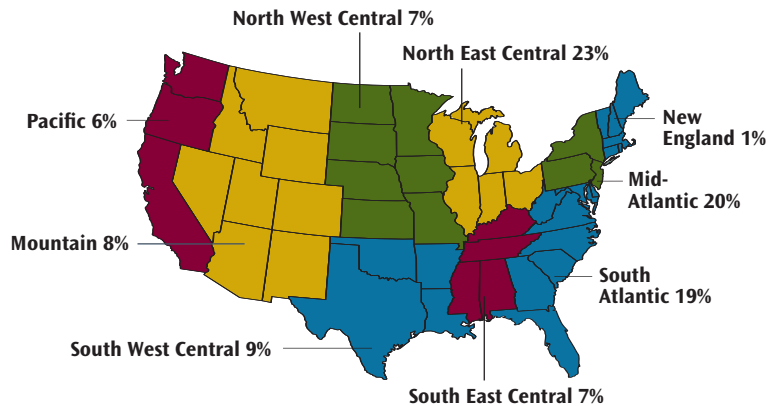 North West Central 7%
North East Central 23%
Pacific 6%
New
England 1%
Mid-
Atlantic 20%
Mountain 8%
South
Atlantic 19%
South West Central 9%
South East Central 7%